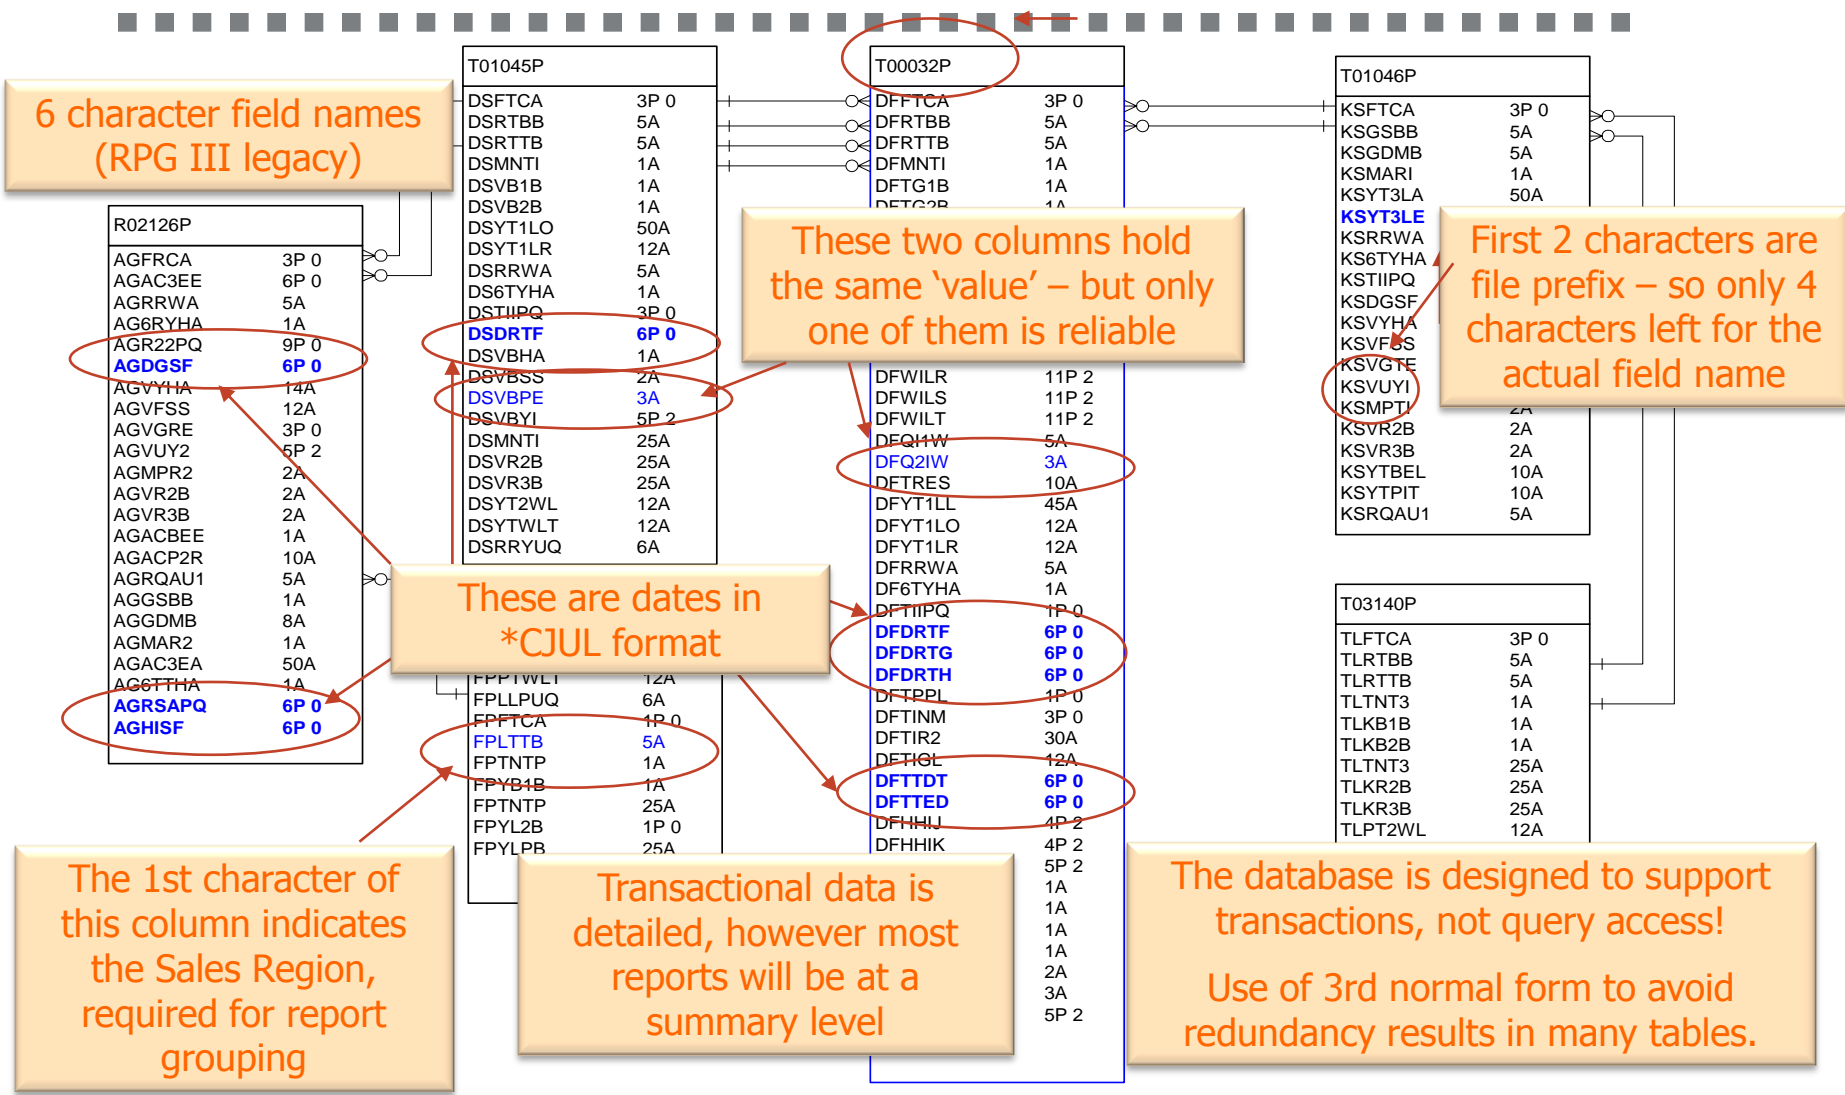 6 character field names
(RPG III legacy)
R02126P
AGFRCA 3P 0
AGAC3EE 6P 0
AGRRWA 5A
AG6RYHA 1A
AGR22PQ 9P 0
AGDGSF 6P 0
AGVYHA 14A
AGVFSS 12A
AGVGRE 3P 0
AGVUY2 5P 2
AGMPR2 2A
AGVR2B 2A
AGVR3B 2A
AGACBEE 1A
AGACP2R 10A
AGRQAU1 5A
AGGSBB 1A
AGGDMB 8A
AGMAR2 1A
AGAC3EA 50A
AG6TTHA 1A
AGRSAPQ 6P 0
AGHISF 6P 0
T01045P
DSFTCA 3P 0
DSRTBB 5A
DSRTTB 5A
DSMNTI 1A
DSVB1B 1A
DSVB2B 1A
DSYT1LO 50A
DSYT1LR 12A
DSRRWA 5A
DS6TYHA 1A
DSTIIPQ 3P 0
DSDRTF 6P 0
DSVBHA 1A
DSVBSS 2A
DSVBPE 3A
DSVBYI 5P 2
DSMNTI 25A
DSVR2B 25A
DSVR3B 25A
DSYT2WL 12A
DSYTWLT 12A
DSRRYUQ 6A
These are dates in
*CJUL format
FPPTWLT 12A
FPLLPUQ 6A
FPFTCA 1P 0
FPLTTB 5A
FPTNTP 1A
FPYB1B 1A
FPTNTP 25A
FPYL2B 1P 0
FPYLPB 25A
T00032P
DFFTCA 3P 0
DFRTBB 5A
DFRTTB 5A
DFMNTI 1A
DFTG1B 1A
DFTG2B 1A
These two columns hold
the same ‘value’ – but only
one of them is reliable
DFWILR 11P 2
DFWILS 11P 2
DFWILT 11P 2
DFQI1W 5A
DFQ2IW 3A
DFTRES 10A
DFYT1LL 45A
DFYT1LO 12A
DFYT1LR 12A
DFRRWA 5A
DF6TYHA 1A
DFTIIPQ 1P 0
DFDRTF 6P 0
DFDRTG 6P 0
DFDRTH 6P 0
DFTPPL 1P 0
DFTINM 3P 0
DFTIR2 30A
DFTIGL 12A
DFTTDT 6P 0
DFTTED 6P 0
DFHHIJ 4P 2
DFHHIK 4P 2
5P 2
1A
1A
1A
1A
2A
3A
5P 2
T01046P
KSFTCA 3P 0
KSGSBB 5A
KSGDMB 5A
KSMARI 1A
KSYT3LA 50A
KSYT3LE
KSRRWA
KS6TYHA
KSTIIPQ
KSDGSF
KSVYHA
KSVFSS
KSVGTE
KSVUYI
KSMPTI 2A
KSVR2B 2A
KSVR3B 2A
KSYTBEL 10A
KSYTPIT 10A
KSRQAU1 5A
First 2 characters are
file prefix – so only 4
characters left for the
actual field name
T03140P
TLFTCA 3P 0
TLRTBB 5A
TLRTTB 5A
TLTNT3 1A
TLKB1B 1A
TLKB2B 1A
TLTNT3 25A
TLKR2B 25A
TLKR3B 25A
TLPT2WL 12A
The 1st character of
this column indicates
the Sales Region,
required for report
grouping
Transactional data is
detailed, however most
reports will be at a
summary level
The database is designed to support
transactions, not query access!
Use of 3rd normal form to avoid
redundancy results in many tables.